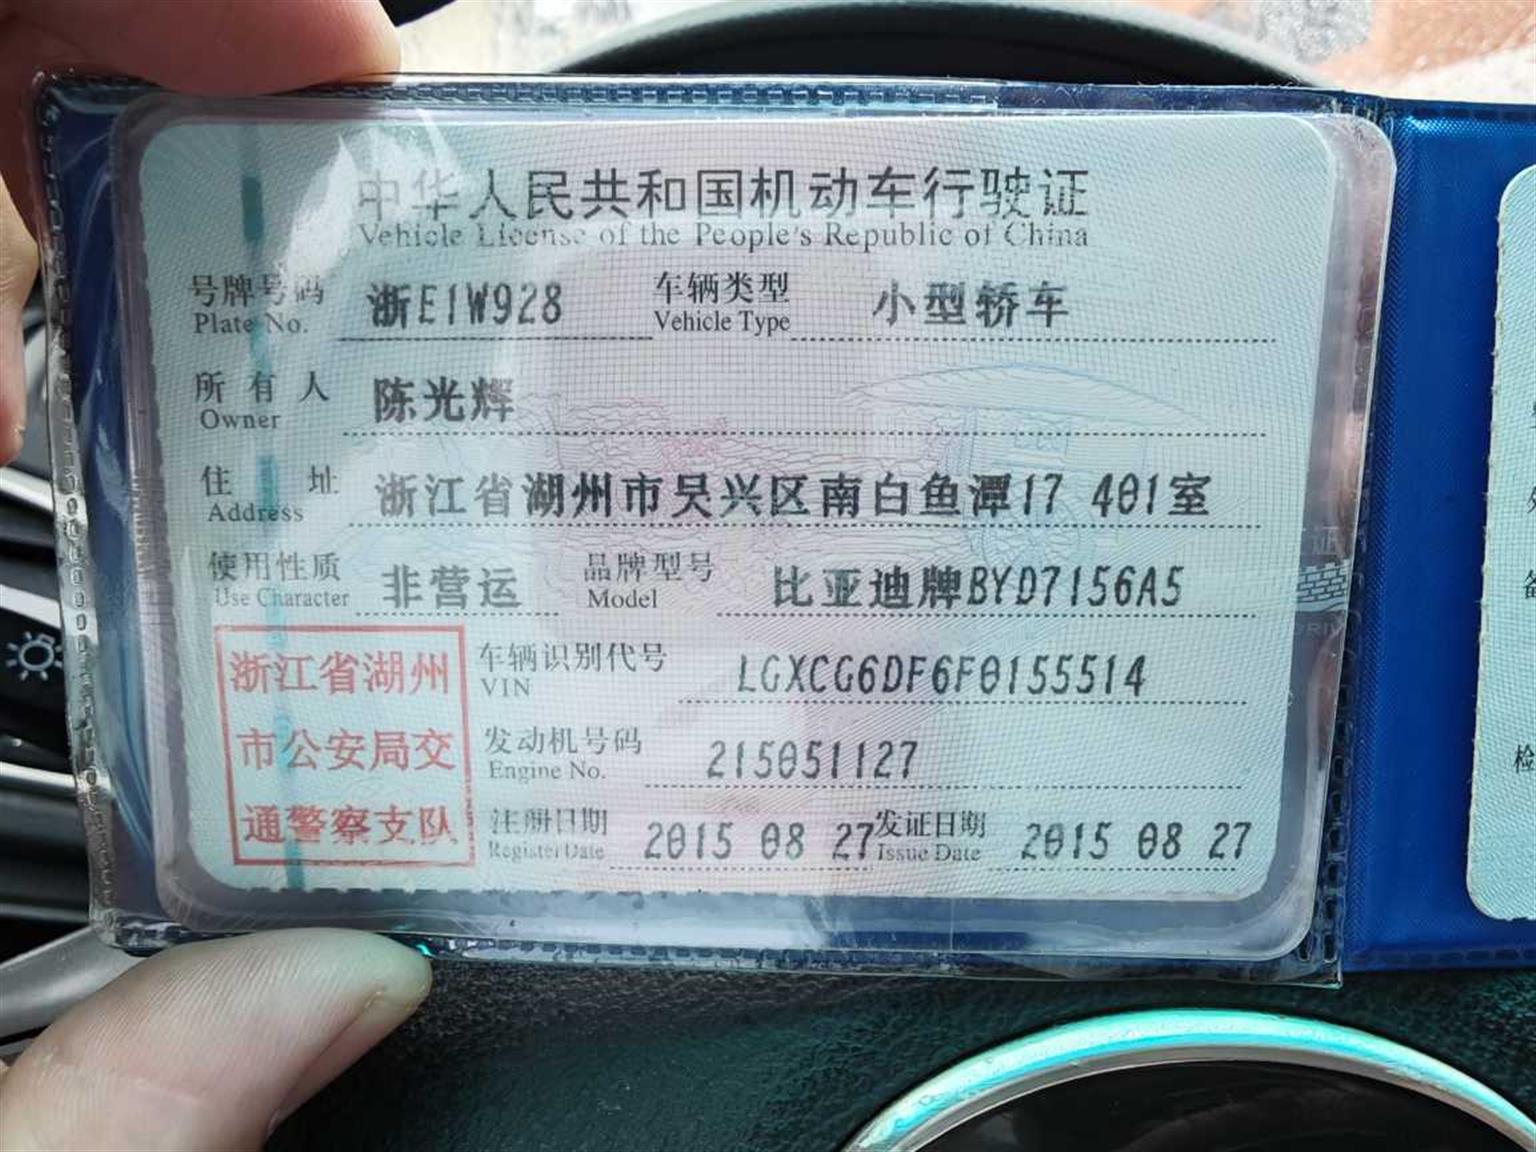 中华人民共和国机动车行驶证
Vehicle License of the People's Republic of China
号牌号码 浙E1W928 车辆类型 小型轿车
Plate No. Vehicle Type
所有人 陈光辉
Owner
住址 浙江省湖州市吴兴区南白鱼潭17 401室
Address
使用性质 非营运 品牌型号 比亚迪牌BYD7156A5
Use Character Model
浙江省湖州
市公安局交
通警察支队
车辆识别代号 LGXCG6DF6F0155514
VIN
发动机号码 215051127
Engine No.
注册日期 2015 08 27 发证日期 2015 08 27
Register Date Issue Date
检